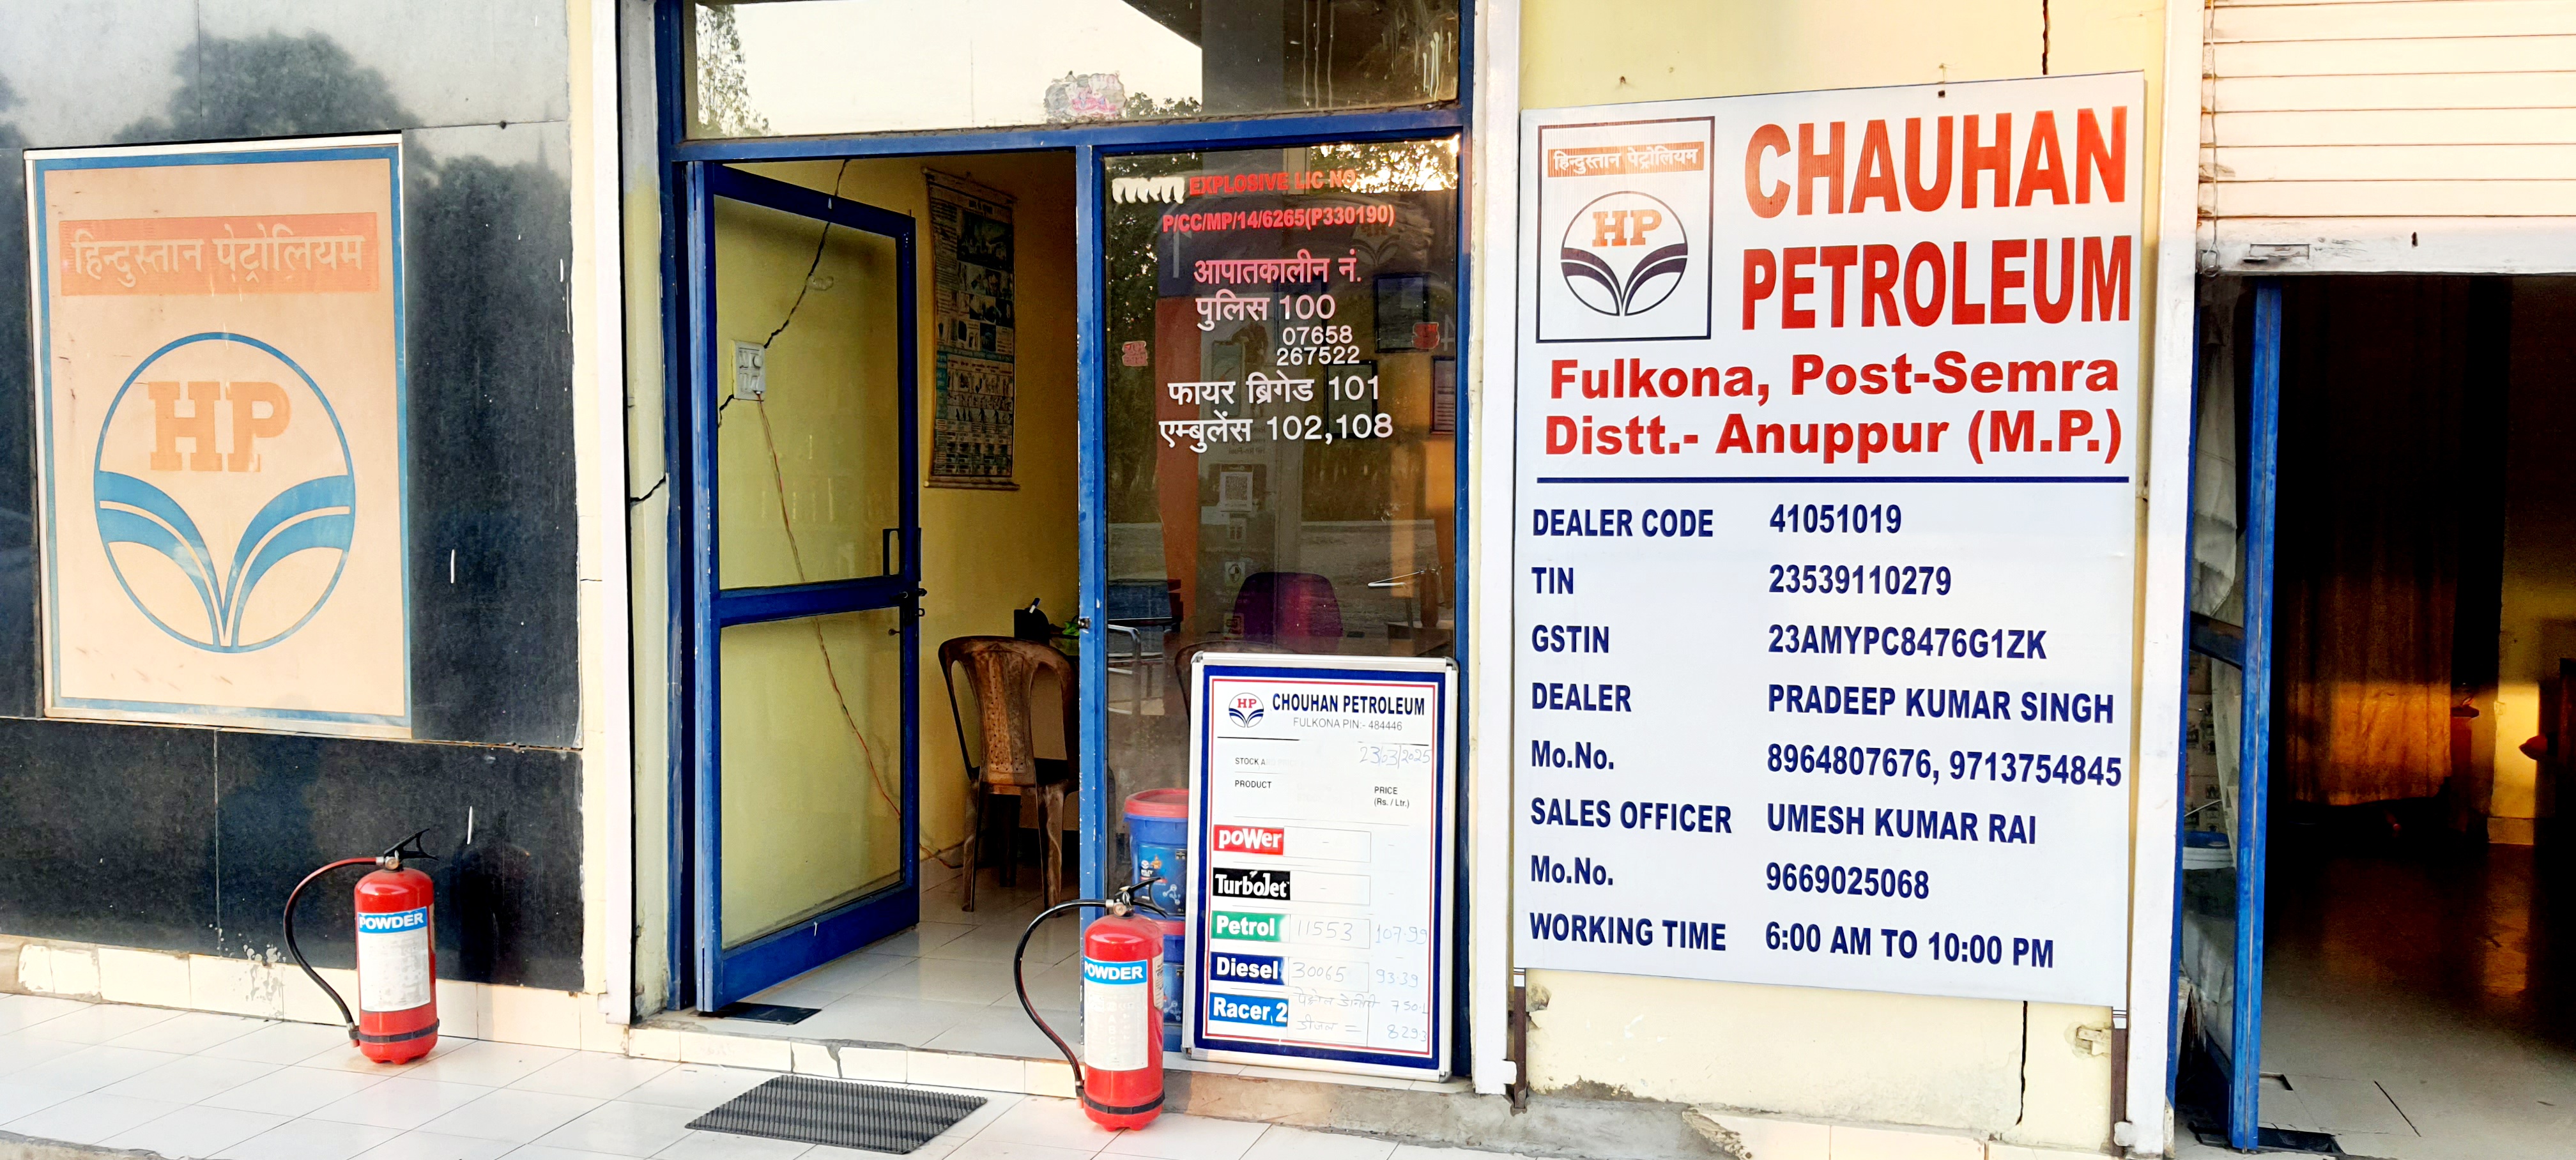 हिन्दुस्तान पेट्रोलियम
HP
EXPLOSIVE LIC NO.
P/CC/MP/14/6265(P330190)
आपातकालीन नं.
पुलिस 100
07658
267522
फायर ब्रिगेड 101
एम्बुलेंस 102,108
HP
CHOUHAN PETROLEUM
FULKONA PIN:- 484446
23/03/2025
STOCK A
PRODUCT
PRICE
(Rs. / Ltr.)
poWer - -
TurboJet - -
Petrol 11553 107.99
Diesel 30065 93.39
Racer 2
डीजल = 8293
POWDER
POWDER
हिन्दुस्तान पेट्रोलियम
HP
CHAUHAN
PETROLEUM
Fulkona, Post-Semra
Distt.- Anuppur (M.P.)
DEALER CODE 41051019
TIN 23539110279
GSTIN 23AMYPC8476G1ZK
DEALER PRADEEP KUMAR SINGH
Mo.No. 8964807676, 9713754845
SALES OFFICER UMESH KUMAR RAI
Mo.No. 9669025068
WORKING TIME 6:00 AM TO 10:00 PM